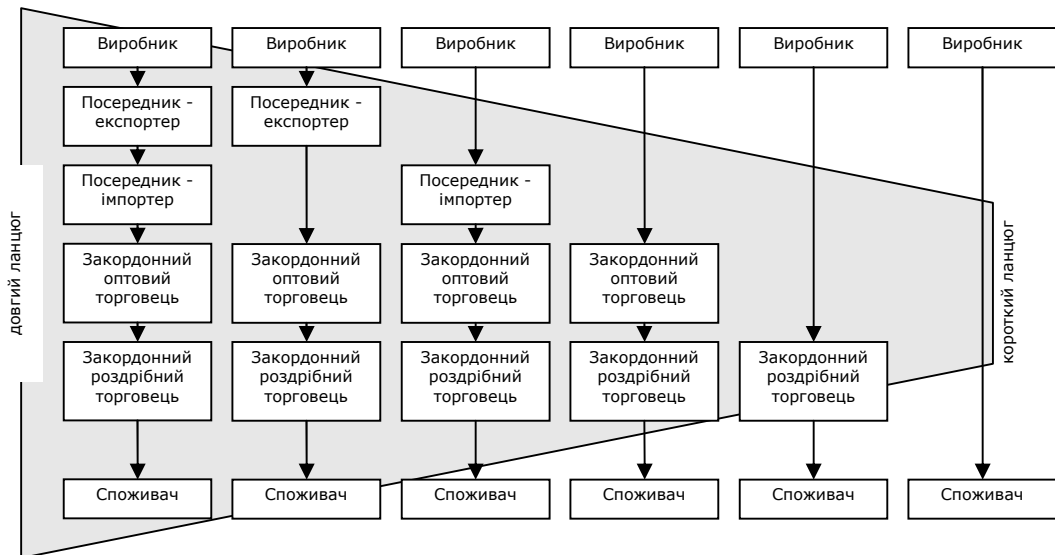 Виробник
Виробник
Виробник
Виробник
Виробник
Виробник
Посередник -
експортер
Посередник -
експортер
Посередник -
імпортер
Посередник -
імпортер
Закордонний
оптовий
торговець
Закордонний
оптовий
торговець
Закордонний
оптовий
торговець
Закордонний
оптовий
торговець
Закордонний
роздрібний
торговець
Закордонний
роздрібний
торговець
Закордонний
роздрібний
торговець
Закордонний
роздрібний
торговець
Закордонний
роздрібний
торговець
Споживач
Споживач
Споживач
Споживач
Споживач
Споживач
довгий ланцюг
короткий ланцюг